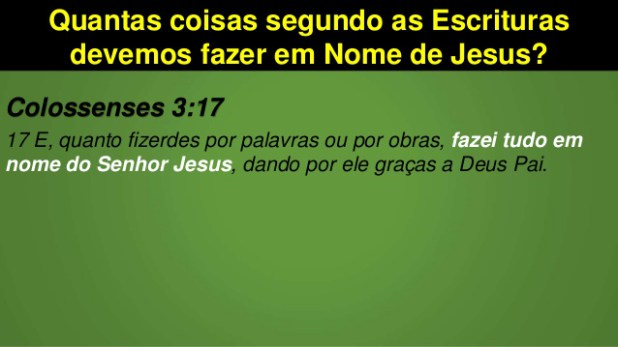 Quantas coisas segundo as Escrituras
devemos fazer em Nome de Jesus?
Colossenses 3:17
17 E, quanto fizerdes por palavras ou por obras, fazei tudo em
nome do Senhor Jesus, dando por ele graças a Deus Pai.